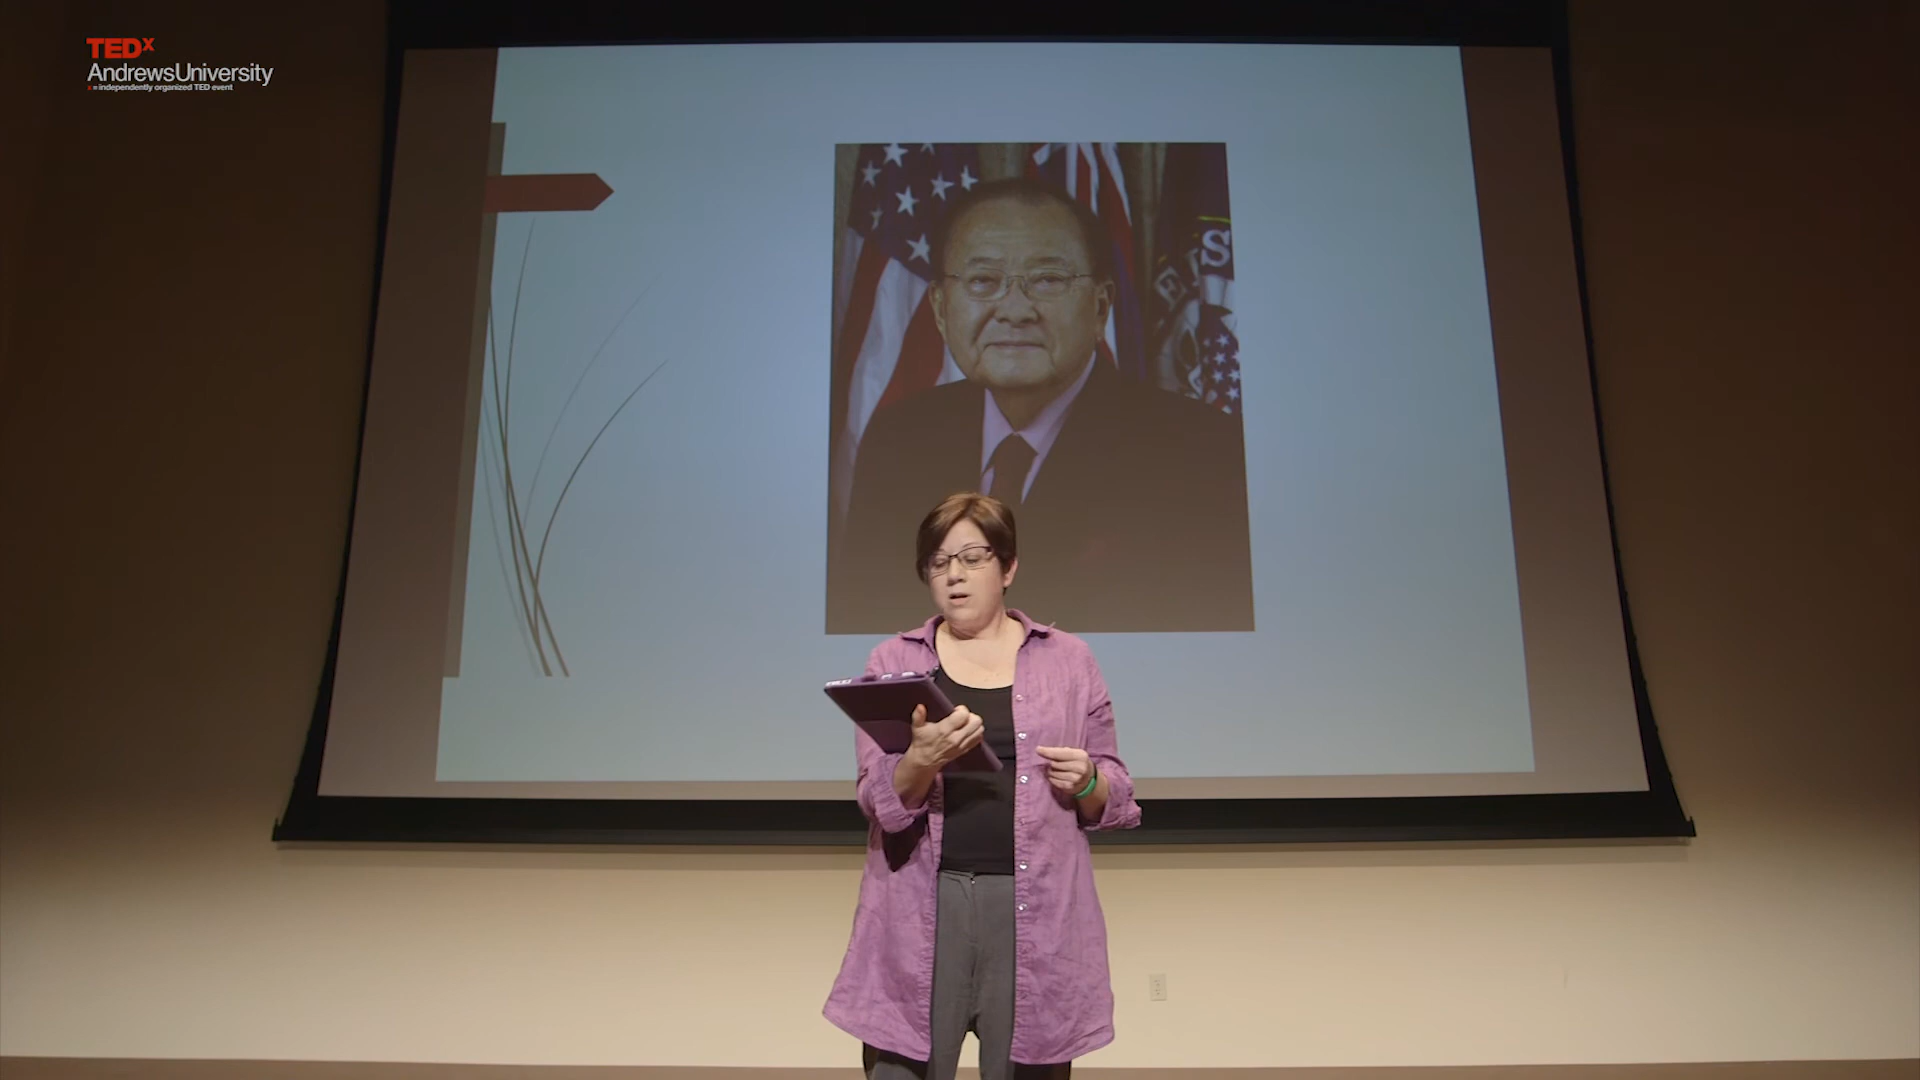 TEDx
AndrewsUniversity
x = independently organized TED event
S